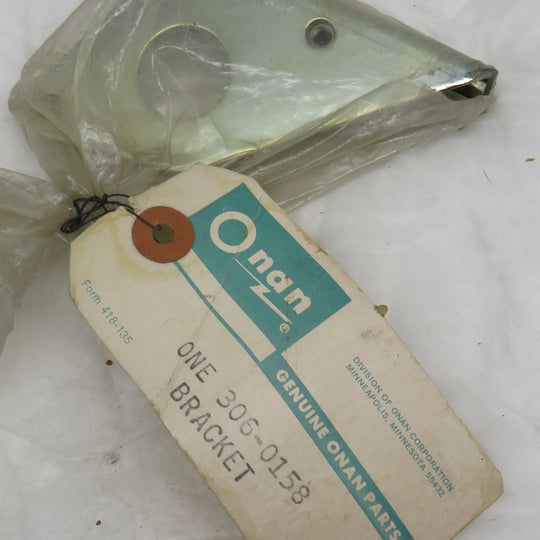 Onan
®
Form 418-135
GENUINE ONAN PARTS
DIVISION OF ONAN CORPORATION
MINNEAPOLIS, MINNESOTA 55432
ONE 306-0158
BRACKET